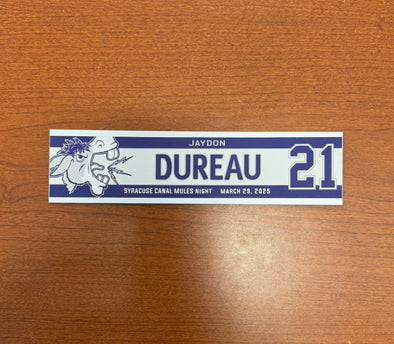 JAYDON
DUREAU
21
SYRACUSE CANAL MULES NIGHT MARCH 29, 2025